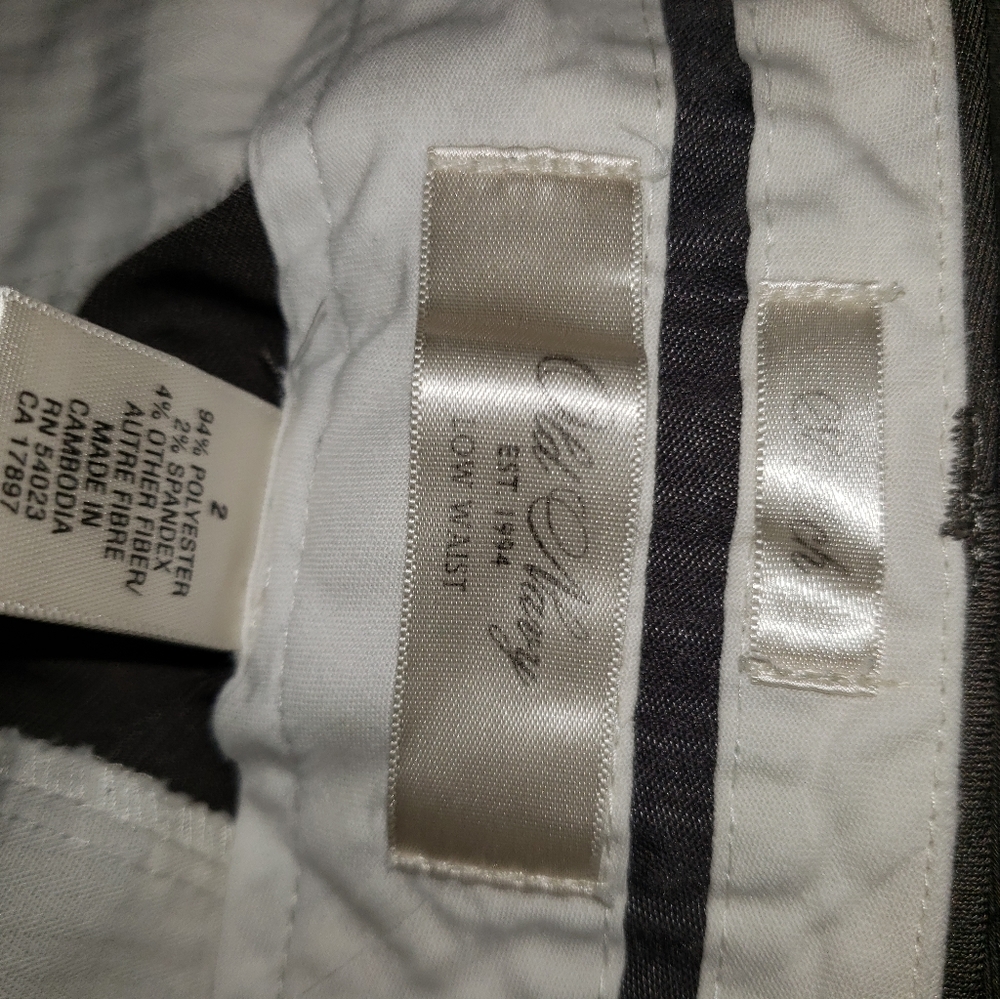 Old Navy
EST. 1994
LOW WAIST
2
94% POLYESTER
2% SPANDEX
4% OTHER FIBER/
AUTRE FIBRE
MADE IN
CAMBODIA
RN 54023
CA 17897